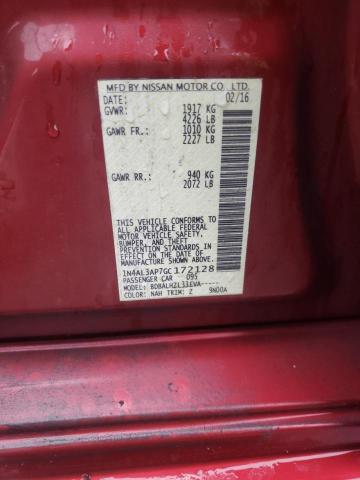 MFD BY NISSAN MOTOR CO., LTD.
DATE: 02/16
GVWR: 1917 KG
4226 LB
GAWR FR: 1010 KG
2227 LB
GAWR RR: 940 KG
2072 LB
THIS VEHICLE CONFORMS TO
ALL APPLICABLE FEDERAL
MOTOR VEHICLE SAFETY,
BUMPER, AND THEFT
PREVENTION STANDARDS IN
EFFECT ON THE DATE OF
MANUFACTURE SHOWN ABOVE.
1N4AL3AP7GC172128
PASSENGER CAR 095
MODEL: BDBALHZL33EVA-----
COLOR: NAH TRIM: Z 9N00A